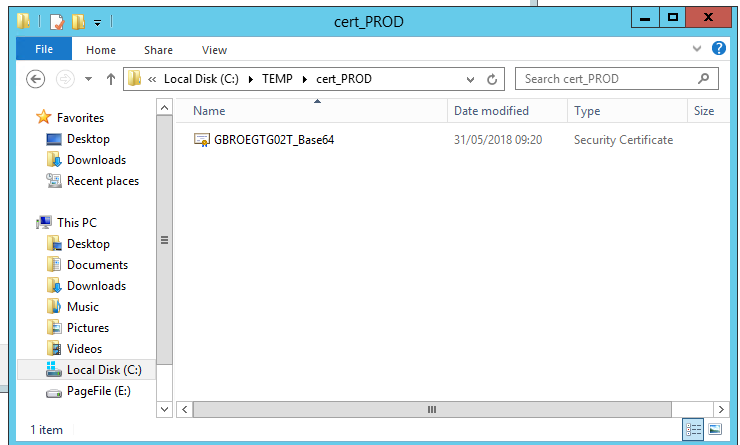 cert_PROD
File Home Share View
« Local Disk (C:) TEMP cert_PROD
Search cert_PROD
Name Date modified Type Size
GBROEGTG02T_Base64 31/05/2018 09:20 Security Certificate
Favorites
Desktop
Downloads
Recent places
This PC
Desktop
Documents
Downloads
Music
Pictures
Videos
Local Disk (C:)
PageFile (E:)
1 item